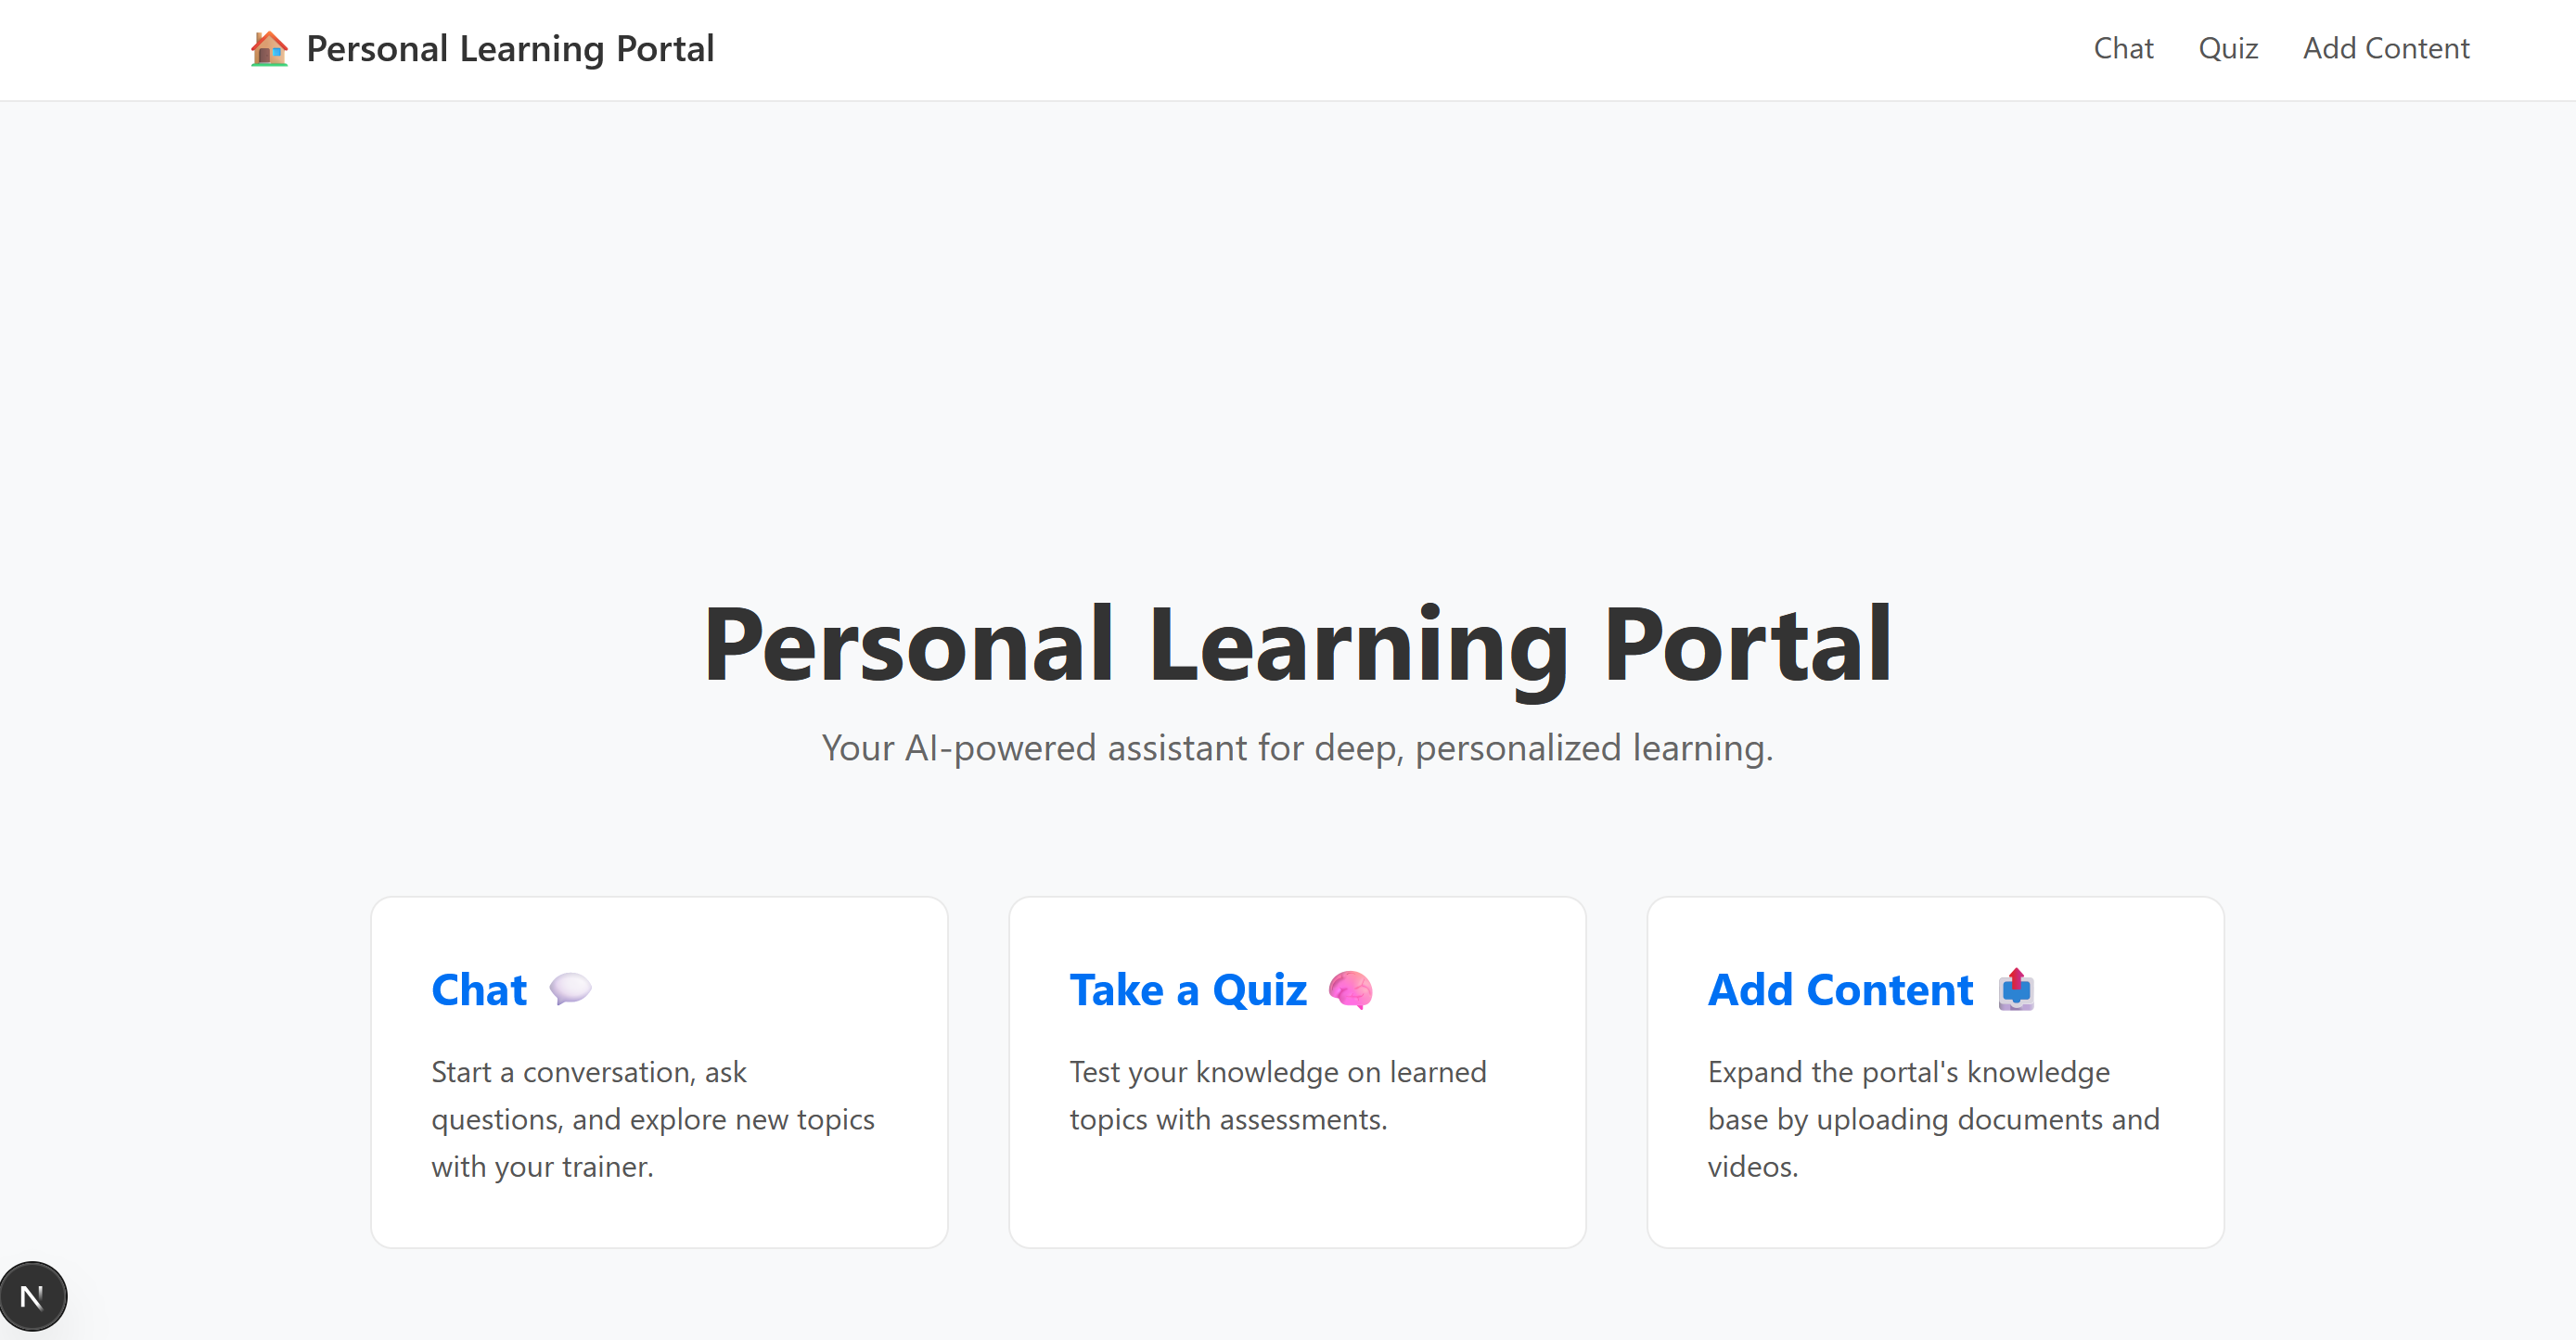 Personal Learning Portal
Chat Quiz Add Content
Personal Learning Portal
Your AI-powered assistant for deep, personalized learning.
Chat
Start a conversation, ask
questions, and explore new topics
with your trainer.
Take a Quiz
Test your knowledge on learned
topics with assessments.
Add Content
Expand the portal's knowledge
base by uploading documents and
videos.
N